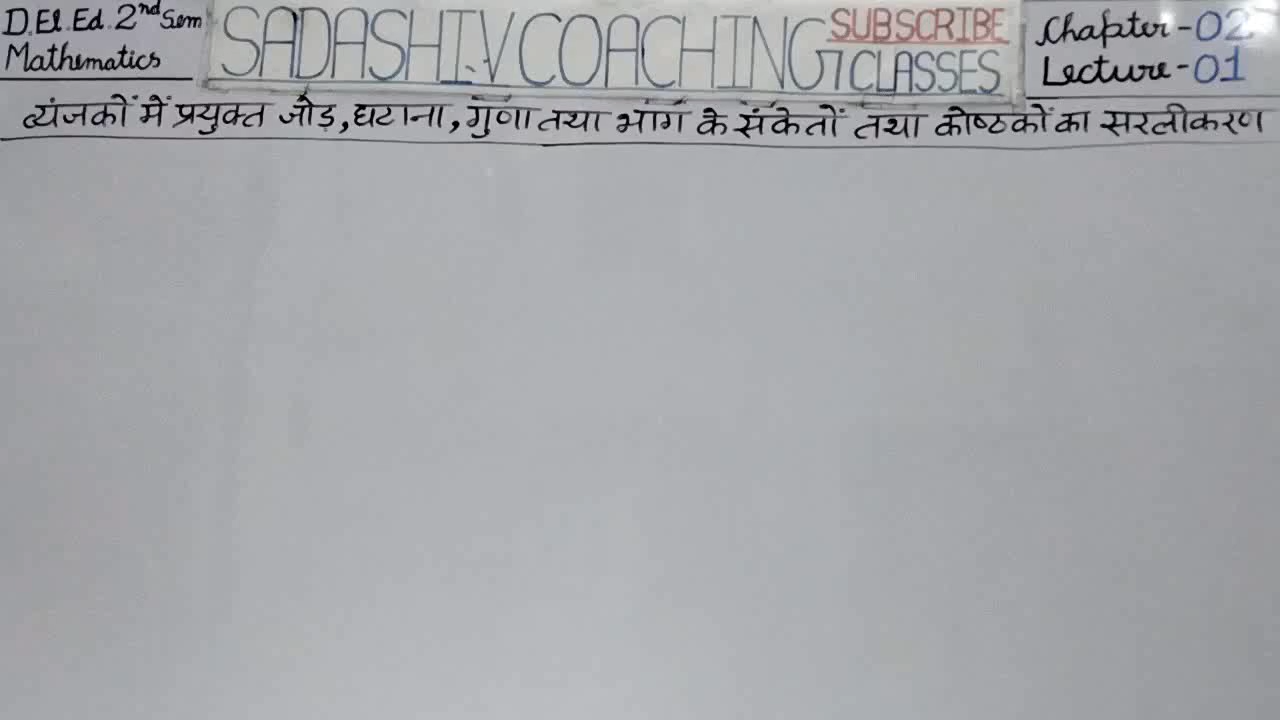 D.El.Ed. 2nd Sem
Mathematics
SADASHIV COACHING CLASSES
SUBSCRIBE
Chapter - 02
Lecture - 01
व्यंजकों में प्रयुक्त जोड़, घटाना, गुणा तथा भाग के संकेतों तथा कोष्ठकों का सरलीकरण